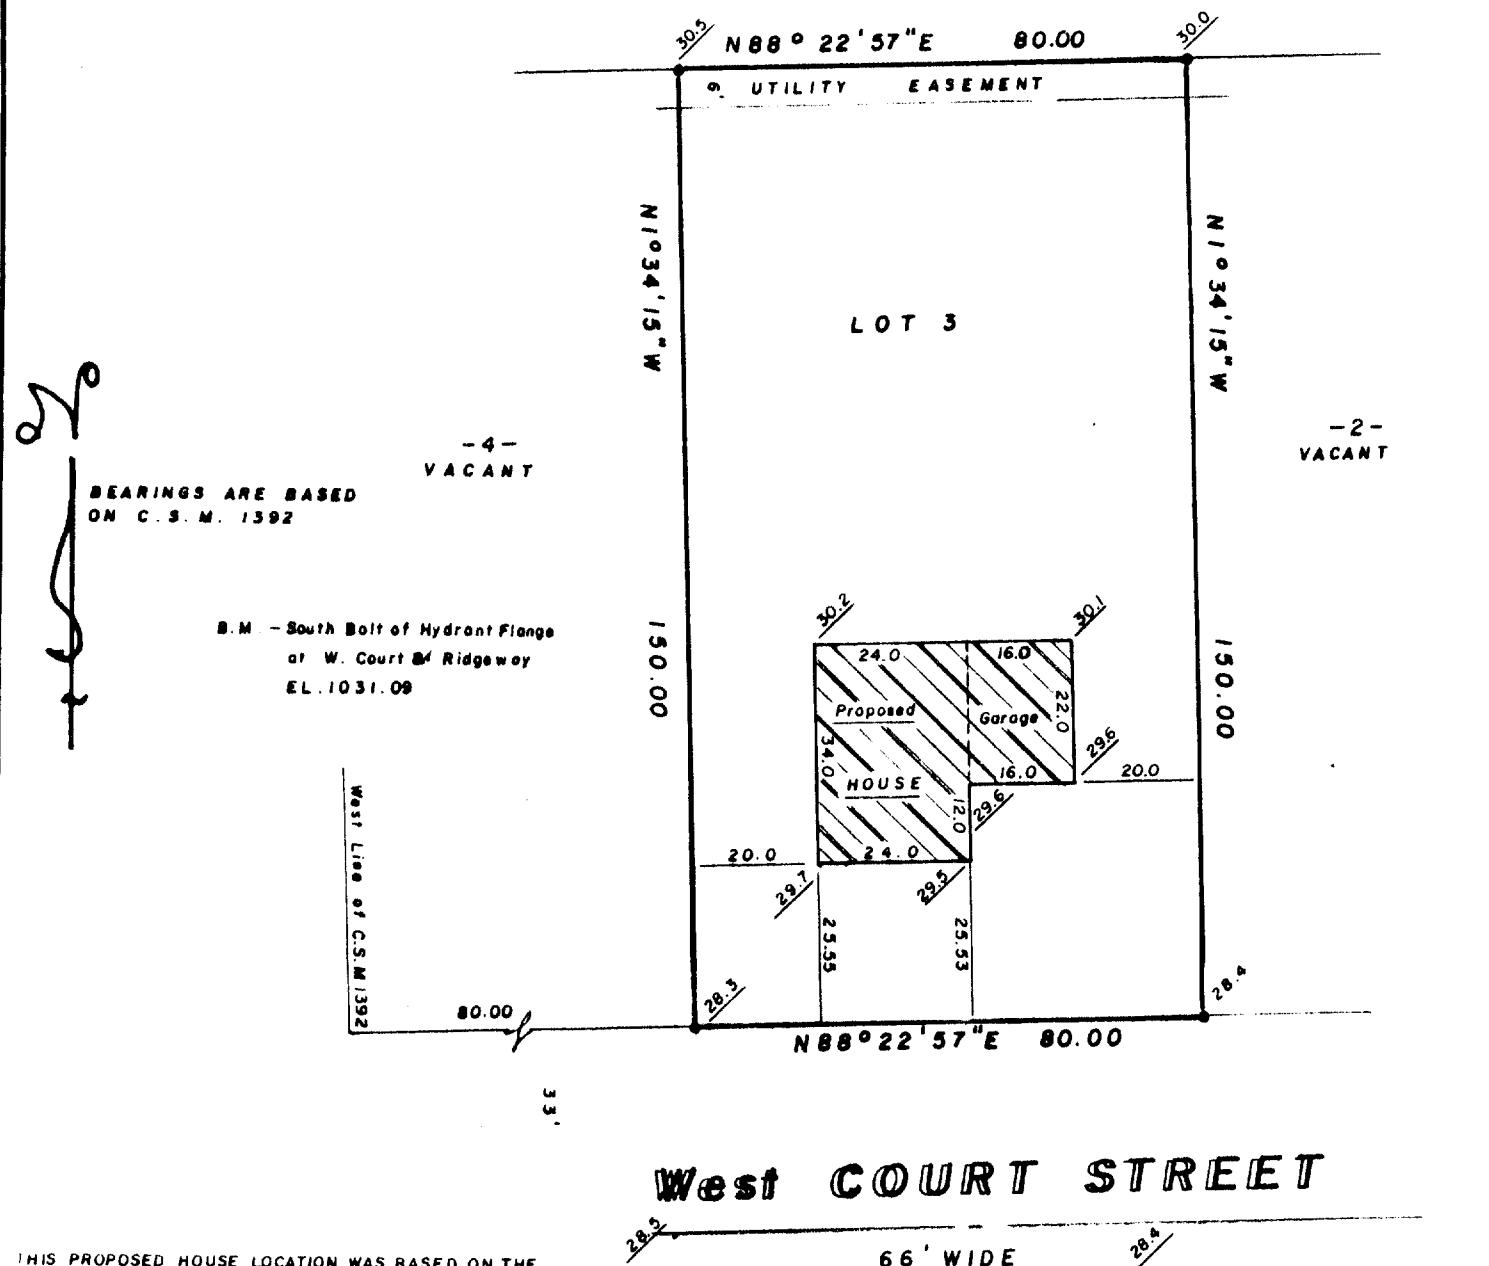 30.5
N88° 22'57"E 80.00
30.0
6' UTILITY EASEMENT
N1°34'15"W
N1°34'15"W
LOT 3
-4-
VACANT
-2-
VACANT
BEARINGS ARE BASED
ON C.S.M. 1392
B.M. - South Bolt of Hydrant Flange
at W. Court & Ridgeway
EL. 1031.09
150.00
150.00
30.2
30.1
24.0
16.0
22.0
Proposed
Garage
34.0
HOUSE
16.0
29.6
20.0
12.0
29.6
24.0
20.0
29.7
29.5
25.55
25.53
West Line of C.S.M 1392
80.00
28.3
28.4
N88°22'57"E 80.00
33'
West COURT STREET
28.5
66' WIDE
28.4
THIS PROPOSED HOUSE LOCATION WAS BASED ON THE